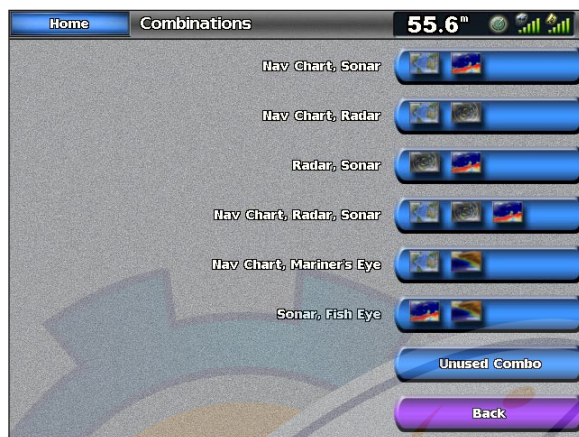 Home
Combinations
55.6m
Nav Chart, Sonar
Nav Chart, Radar
Radar, Sonar
Nav Chart, Radar, Sonar
Nav Chart, Mariner's Eye
Sonar, Fish Eye
Unused Combo
Back